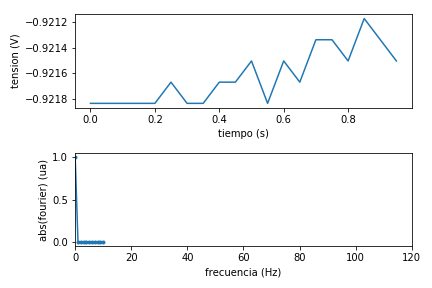 −0.9212
−0.9214
−0.9216
−0.9218
tension (V)
0.0 0.2 0.4 0.6 0.8
tiempo (s)
1.0
0.5
0.0
abs(fourier) (ua)
0 20 40 60 80 100 120
frecuencia (Hz)